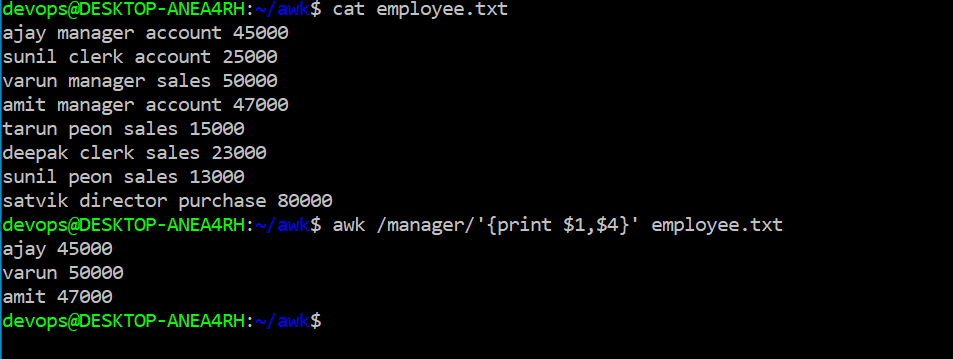 devops@DESKTOP-ANEA4RH:~/awk$ cat employee.txt
ajay manager account 45000
sunil clerk account 25000
varun manager sales 50000
amit manager account 47000
tarun peon sales 15000
deepak clerk sales 23000
sunil peon sales 13000
satvik director purchase 80000
devops@DESKTOP-ANEA4RH:~/awk$ awk /manager/'{print $1,$4}' employee.txt
ajay 45000
varun 50000
amit 47000
devops@DESKTOP-ANEA4RH:~/awk$